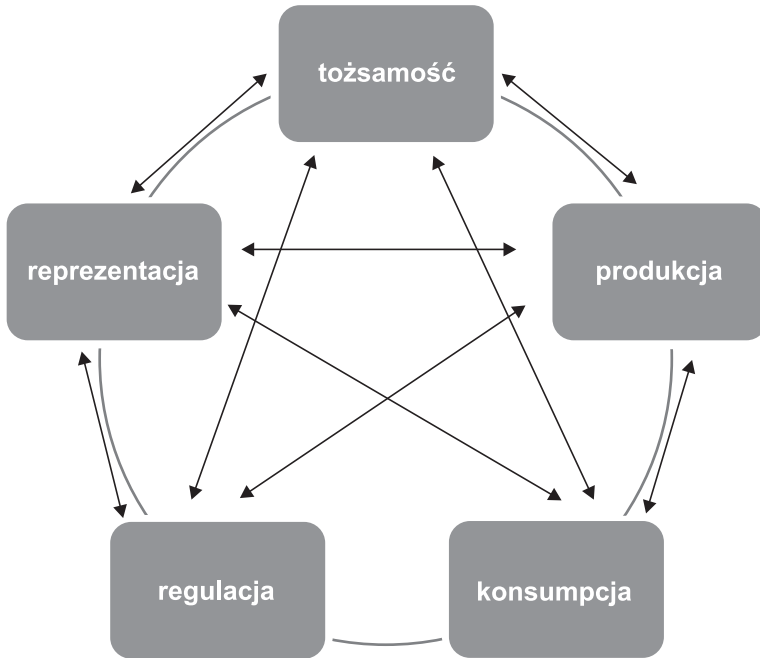 tożsamość
reprezentacja
produkcja
regulacja
konsumpcja